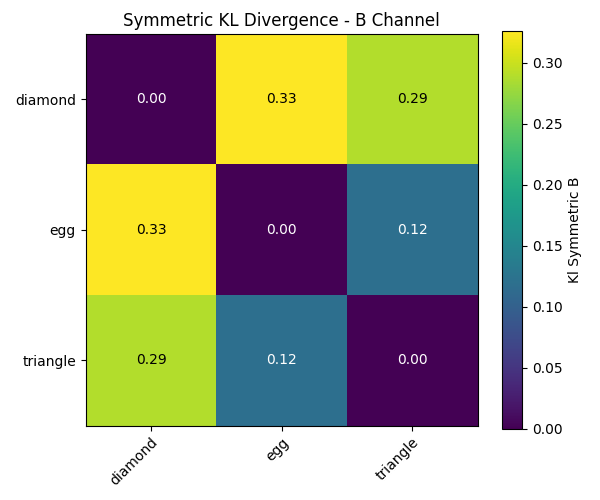 Symmetric KL Divergence - B Channel
diamond 0.00 0.33 0.29
egg 0.33 0.00 0.12
triangle 0.29 0.12 0.00
diamond egg triangle
0.30
0.25
0.20
0.15
0.10
0.05
0.00
Kl Symmetric B